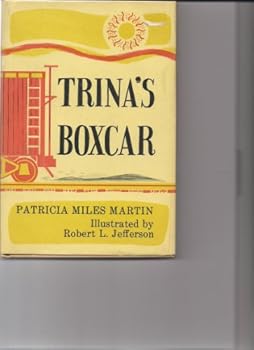 TRINA'S
BOXCAR
PATRICIA MILES MARTIN
Illustrated by
Robert L. Jefferson